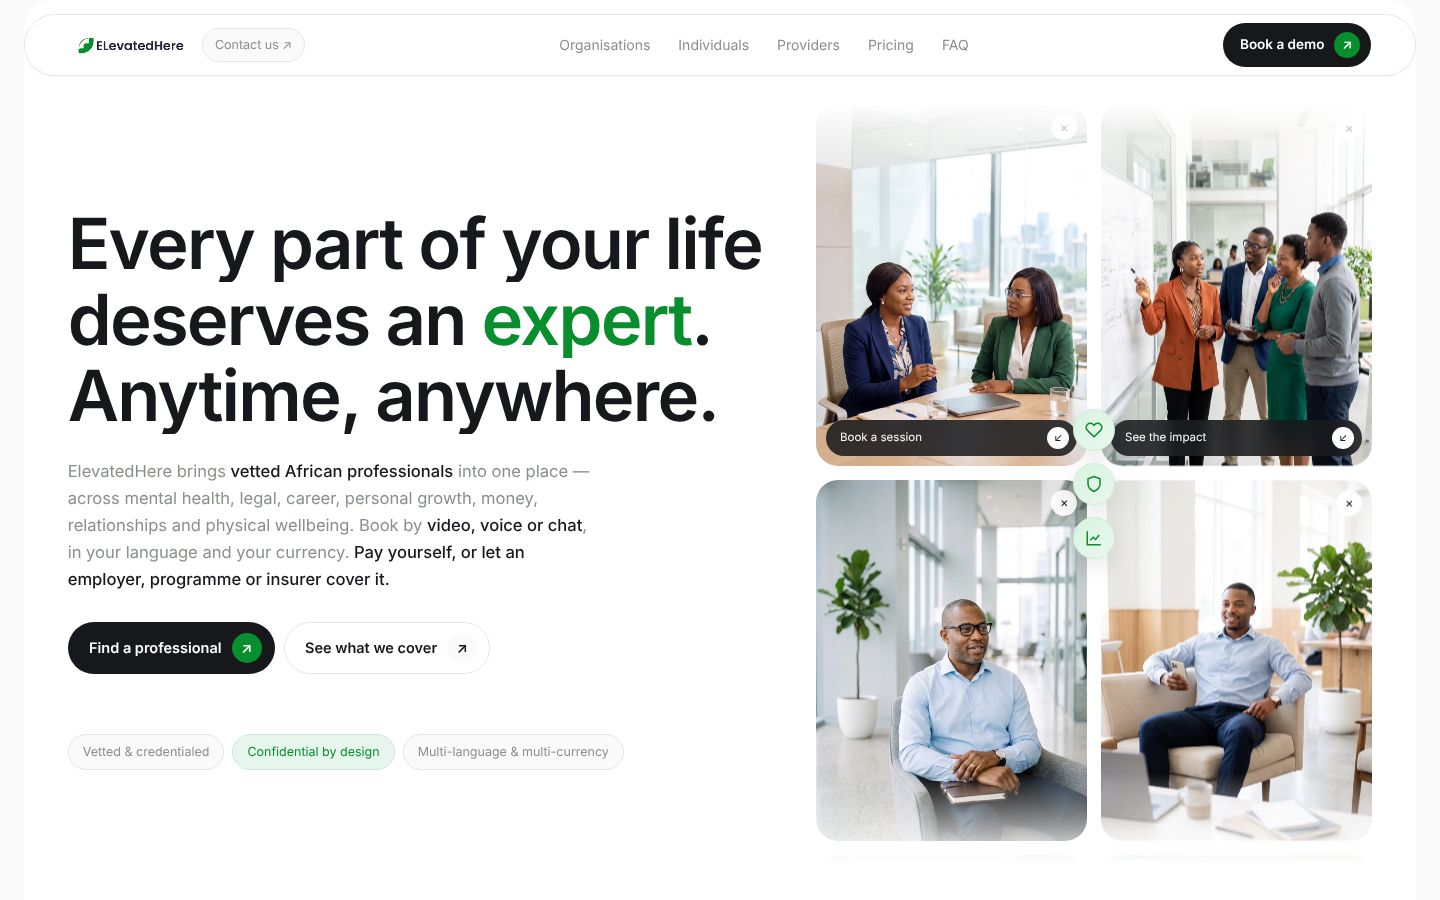 ELevatedHere
Contact us
Organisations
Individuals
Providers
Pricing
FAQ
Book a demo
Every part of your life
deserves an expert.
Anytime, anywhere.
ElevatedHere brings vetted African professionals into one place —
across mental health, legal, career, personal growth, money,
relationships and physical wellbeing. Book by video, voice or chat,
in your language and your currency. Pay yourself, or let an
employer, programme or insurer cover it.
Find a professional
See what we cover
Vetted & credentialed
Confidential by design
Multi-language & multi-currency
Book a session
See the impact